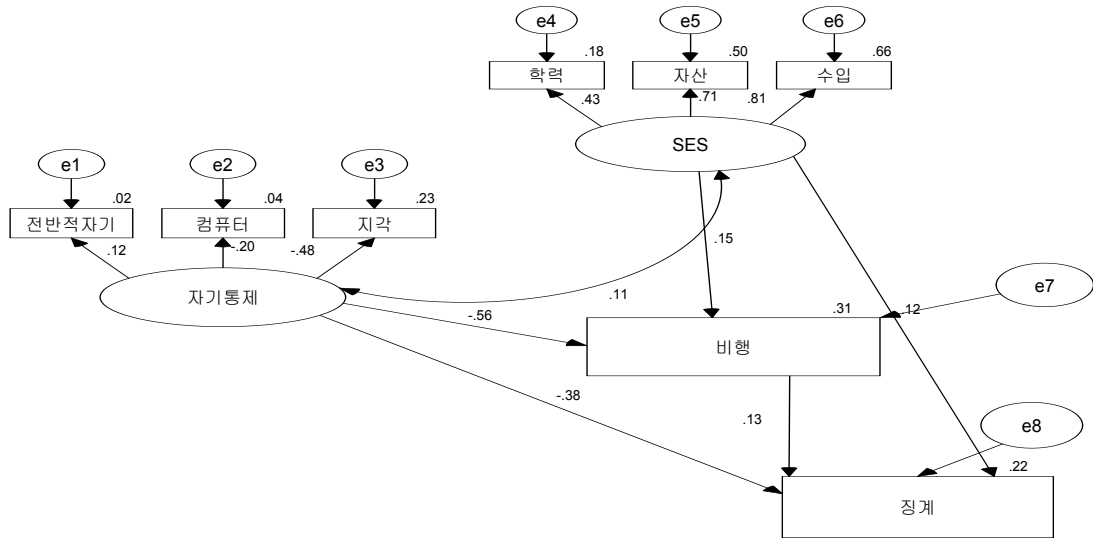 e4
e5
e6
.18
.50
.66
학력
자산
수입
.43
.71
.81
SES
e1
e2
e3
.02
.04
.23
전반적자기
컴퓨터
지각
.12
-.20
-.48
자기통제
.15
.11
e7
.31
.12
-.56
비행
-.38
.13
e8
.22
징계